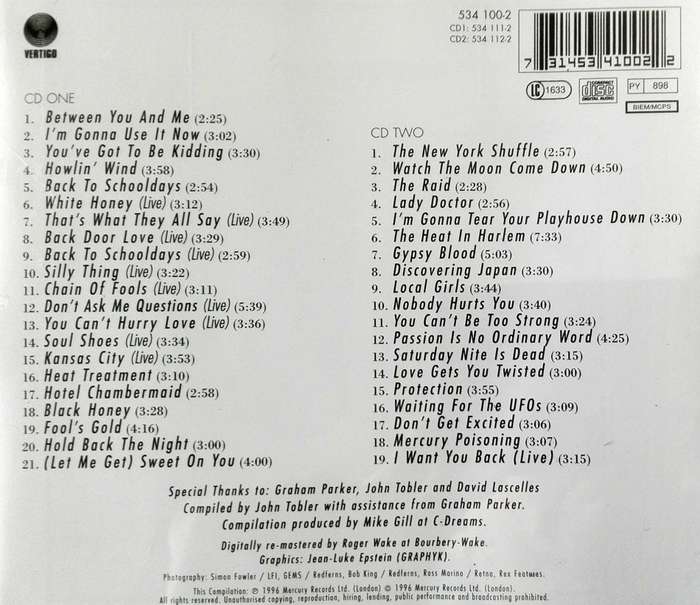 VERTIGO
534 100-2
CD1: 534 111-2
CD2: 534 112-2
7 31453 41002 2
LC 1633
COMPACT
disc
DIGITAL AUDIO
PY 898
BIEM/MCPS
CD ONE
1. Between You And Me (2:25)
2. I'm Gonna Use It Now (3:02)
3. You've Got To Be Kidding (3:30)
4. Howlin' Wind (3:58)
5. Back To Schooldays (2:54)
6. White Honey (Live) (3:12)
7. That's What They All Say (Live) (3:49)
8. Back Door Love (Live) (3:29)
9. Back To Schooldays (Live) (2:59)
10. Silly Thing (Live) (3:22)
11. Chain Of Fools (Live) (3:11)
12. Don't Ask Me Questions (Live) (5:39)
13. You Can't Hurry Love (Live) (3:36)
14. Soul Shoes (Live) (3:34)
15. Kansas City (Live) (3:53)
16. Heat Treatment (3:10)
17. Hotel Chambermaid (2:58)
18. Black Honey (3:28)
19. Fool's Gold (4:16)
20. Hold Back The Night (3:00)
21. (Let Me Get) Sweet On You (4:00)
CD TWO
1. The New York Shuffle (2:57)
2. Watch The Moon Come Down (4:50)
3. The Raid (2:28)
4. Lady Doctor (2:56)
5. I'm Gonna Tear Your Playhouse Down (3:30)
6. The Heat In Harlem (7:33)
7. Gypsy Blood (5:03)
8. Discovering Japan (3:30)
9. Local Girls (3:44)
10. Nobody Hurts You (3:40)
11. You Can't Be Too Strong (3:24)
12. Passion Is No Ordinary Word (4:25)
13. Saturday Nite Is Dead (3:15)
14. Love Gets You Twisted (3:00)
15. Protection (3:55)
16. Waiting For The UFOs (3:09)
17. Don't Get Excited (3:06)
18. Mercury Poisoning (3:07)
19. I Want You Back (Live) (3:15)
Special Thanks to: Graham Parker, John Tobler and David Lascelles
Compiled by John Tobler with assistance from Graham Parker.
Compilation produced by Mike Gill at C-Dreams.
Digitally re-mastered by Roger Wake at Bourbery-Wake.
Graphics: Jean-Luke Epstein (GRAPHYK).
Photography: Simon Fowler / LFI, GEMS / Redferns, Bob King / Redferns, Ross Marino / Retna, Rex Features.
This Compilation: ℗ 1996 Mercury Records Ltd. (London) © 1996 Mercury Records Ltd. (London).
All rights reserved. Unauthorised copying, reproduction, hiring, lending, public performance and broadcasting prohibited.